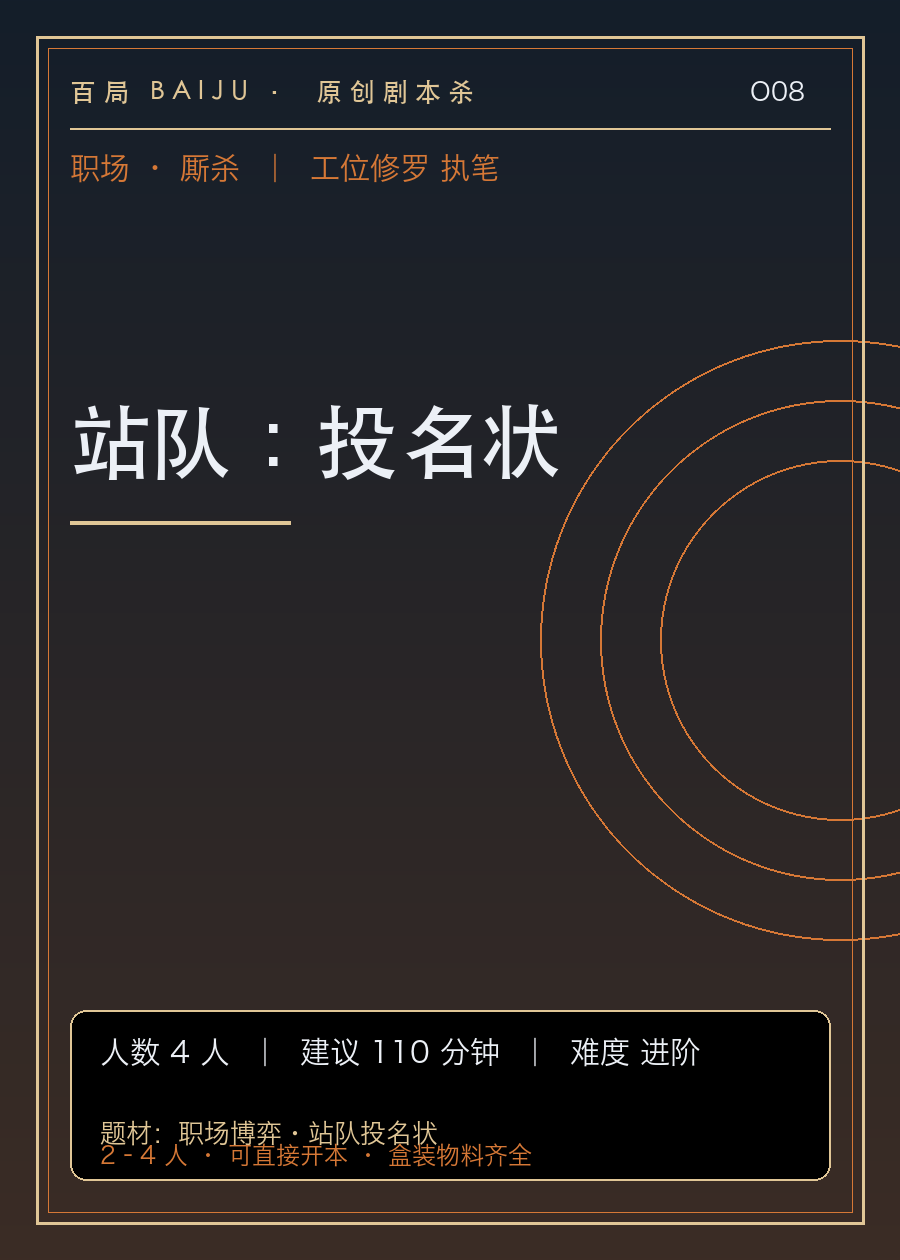 百局 BAIJU · 原创剧本杀
008
职场 · 厮杀 | 工位修罗 执笔
站队：投名状
人数 4 人 | 建议 110 分钟 | 难度 进阶
题材: 职场博弈·站队投名状
2-4 人 · 可直接开本 · 盒装物料齐全